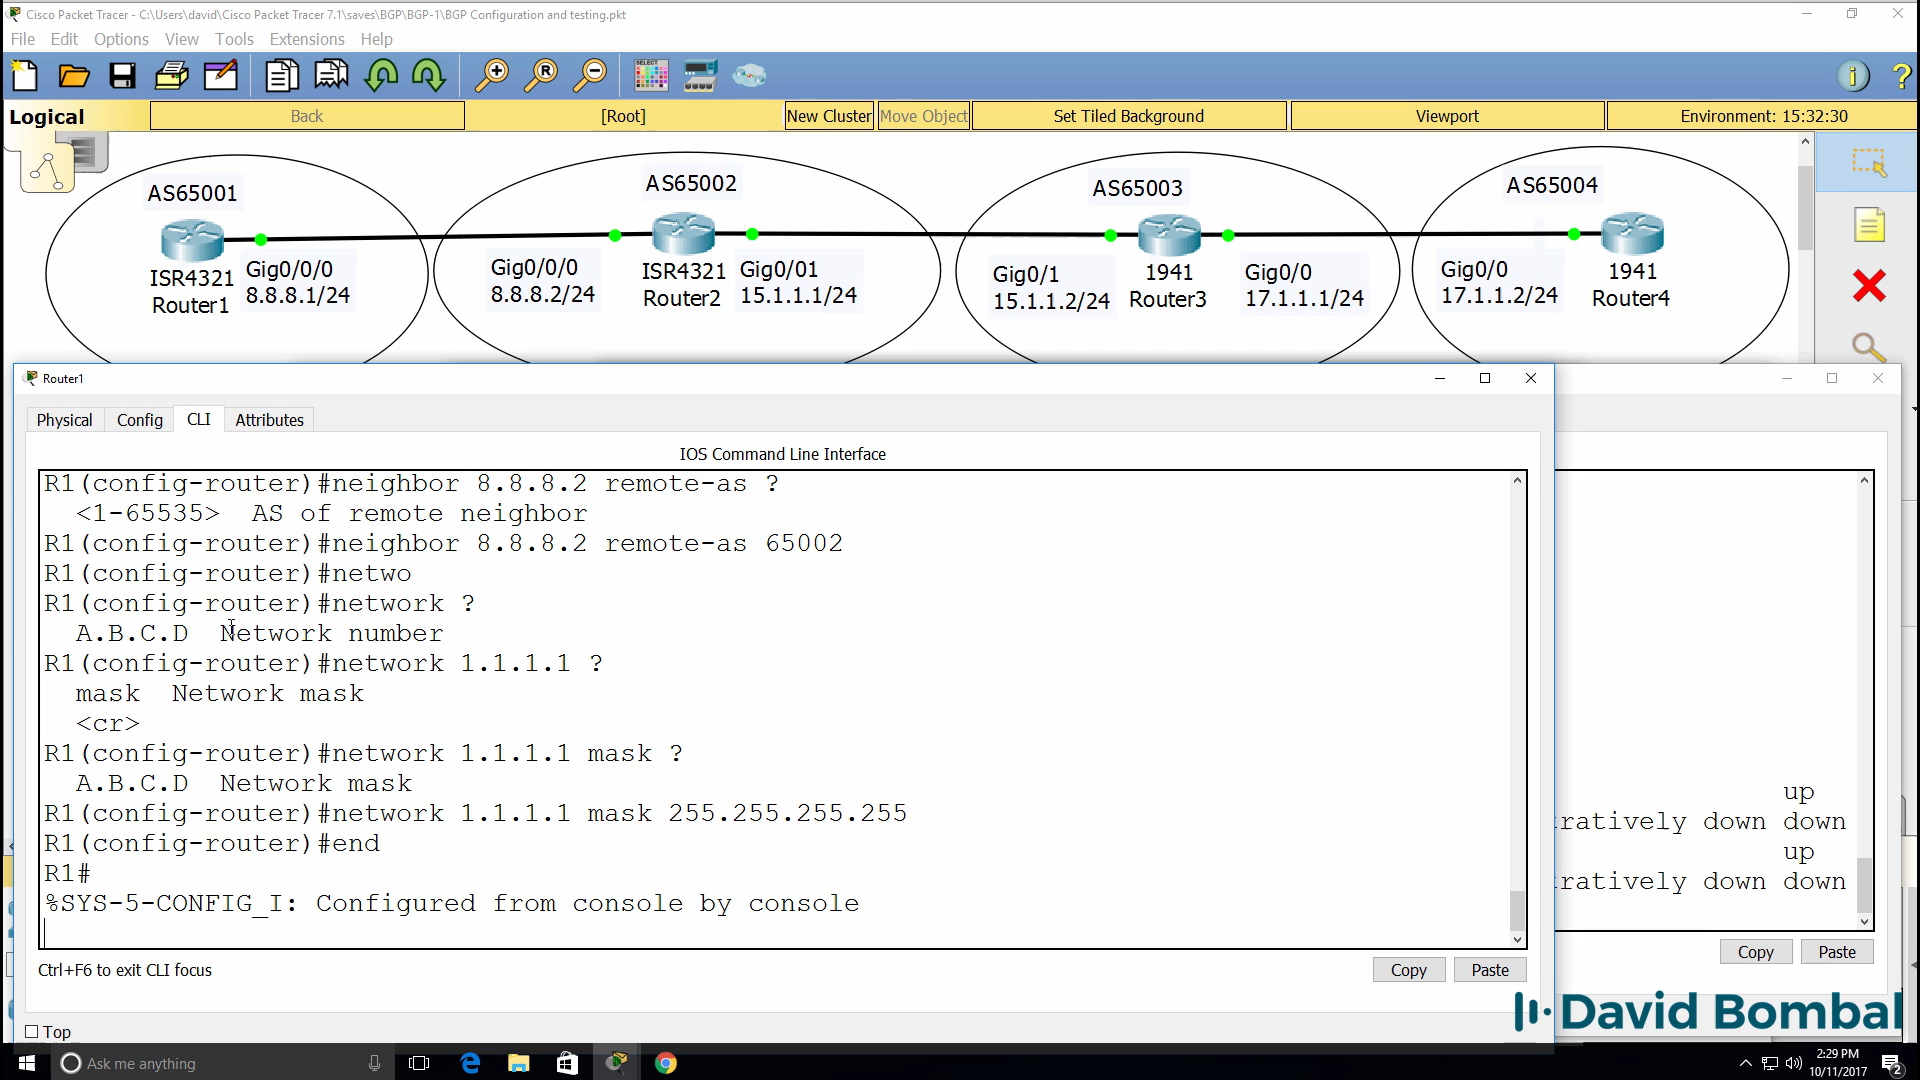 Cisco Packet Tracer - C:\Users\david\Cisco Packet Tracer 7.1\saves\BGP\BGP-1\BGP Configuration and testing.pkt
File Edit Options View Tools Extensions Help
SELECT
Logical Back [Root] New Cluster Move Object Set Tiled Background Viewport Environment: 15:32:30
AS65001
AS65002
AS65003
AS65004
ISR4321
Router1
Gig0/0/0
8.8.8.1/24
Gig0/0/0
8.8.8.2/24
ISR4321
Router2
Gig0/01
15.1.1.1/24
Gig0/1
15.1.1.2/24
1941
Router3
Gig0/0
17.1.1.1/24
Gig0/0
17.1.1.2/24
1941
Router4
Router1
Physical Config CLI Attributes
IOS Command Line Interface
R1(config-router)#neighbor 8.8.8.2 remote-as ?
<1-65535> AS of remote neighbor
R1(config-router)#neighbor 8.8.8.2 remote-as 65002
R1(config-router)#netwo
R1(config-router)#network ?
A.B.C.D Network number
R1(config-router)#network 1.1.1.1 ?
mask Network mask
<cr>
R1(config-router)#network 1.1.1.1 mask ?
A.B.C.D Network mask
R1(config-router)#network 1.1.1.1 mask 255.255.255.255
R1(config-router)#end
R1#
%SYS-5-CONFIG_I: Configured from console by console
Ctrl+F6 to exit CLI focus
Copy Paste
Top
up
ratively down down
up
ratively down down
Copy Paste
David Bombal
Ask me anything
2:29 PM
10/11/2017
2